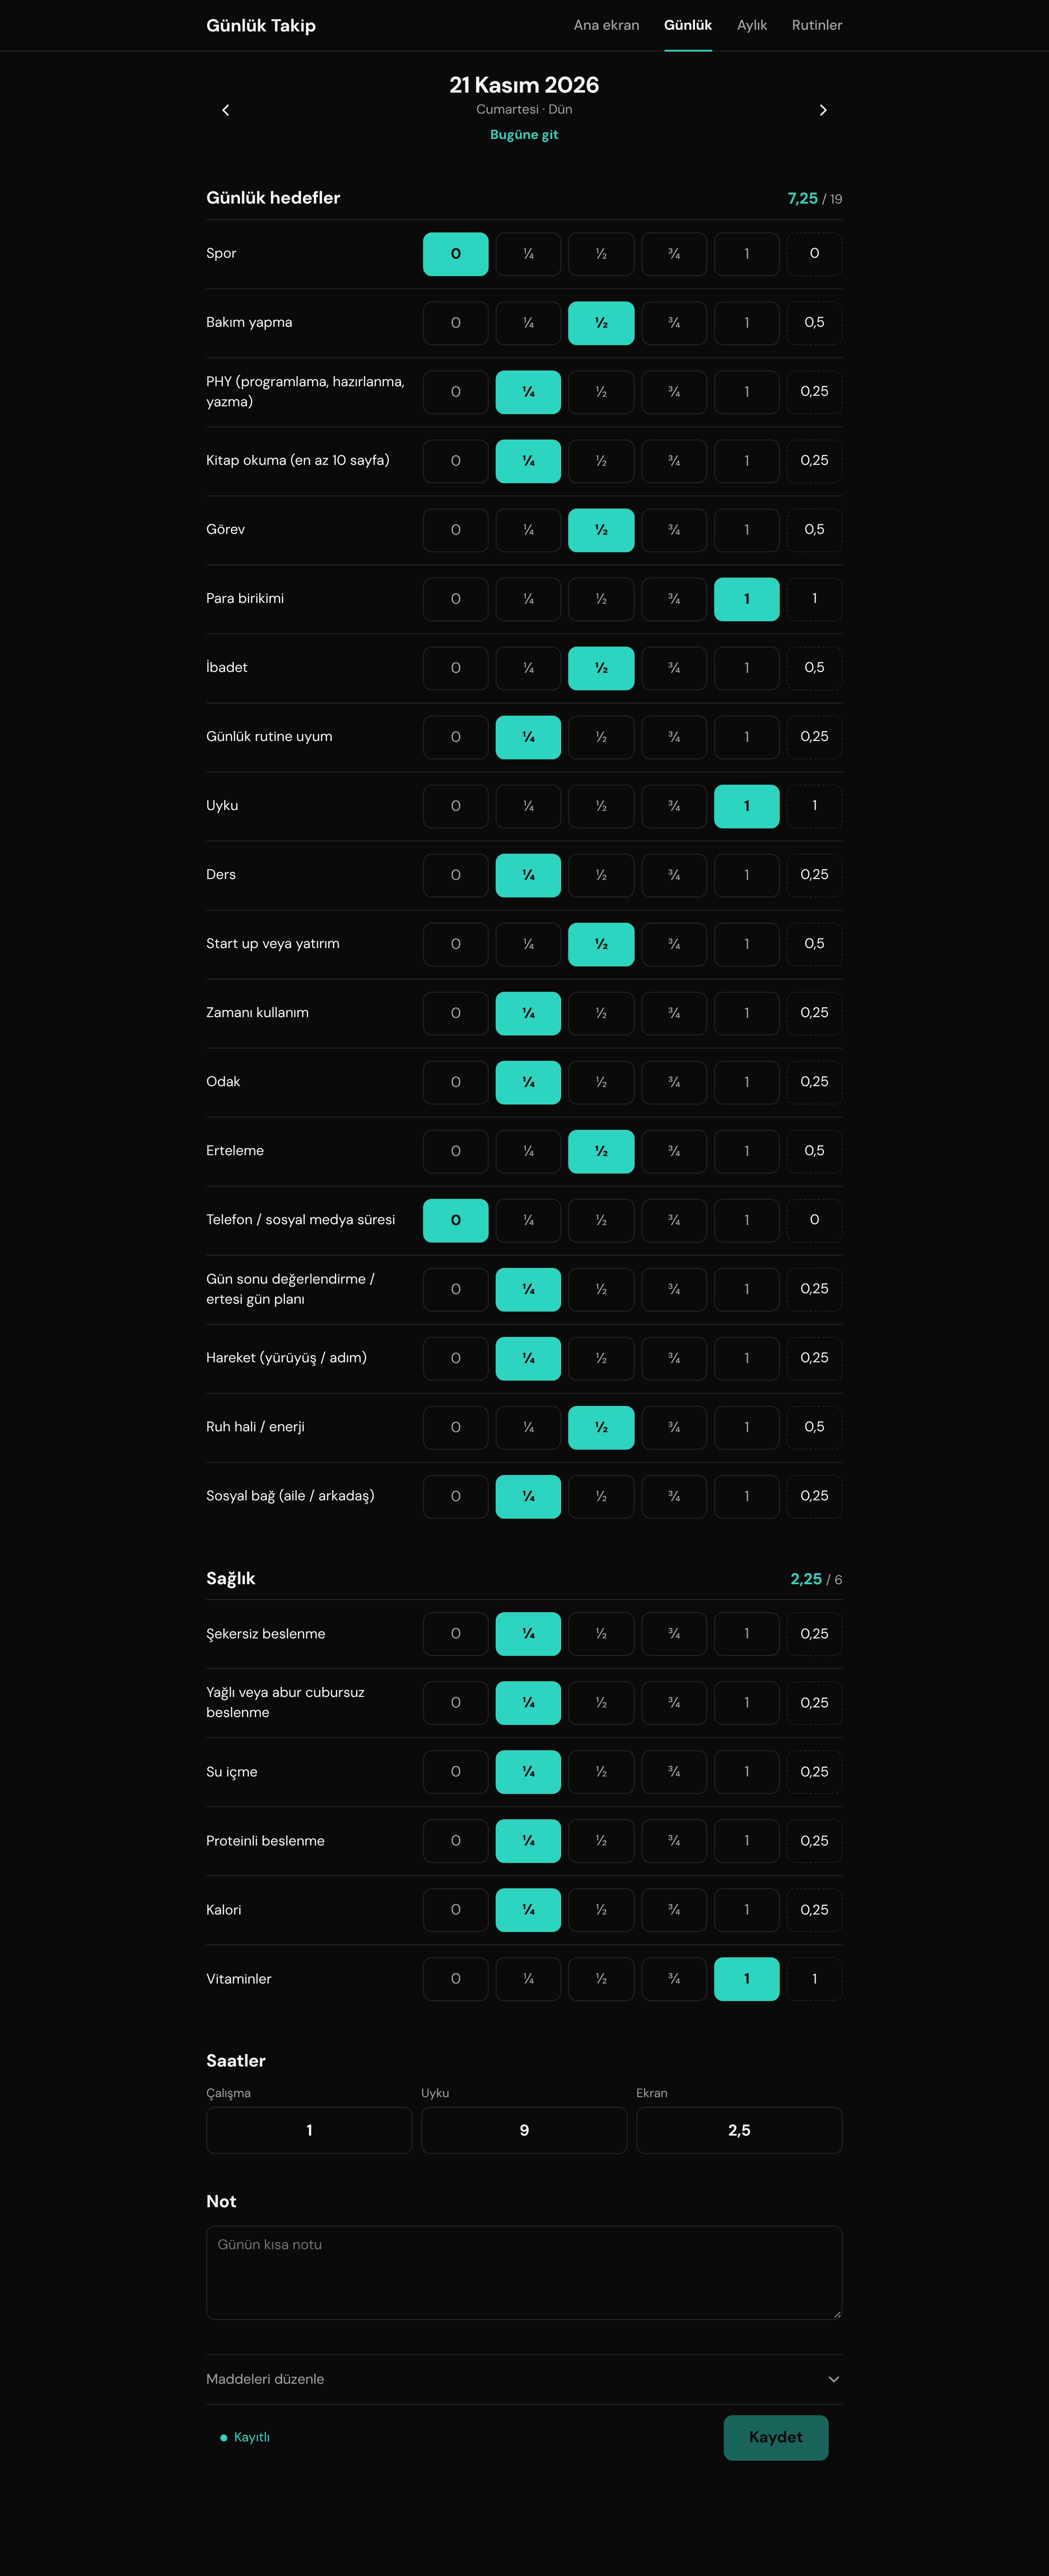 Günlük Takip Ana ekran Günlük Aylık Rutinler
21 Kasım 2026
Cumartesi · Dün
Bugüne git
Günlük hedefler 7,25 / 19
Spor 0 ¼ ½ ¾ 1 0
Bakım yapma 0 ¼ ½ ¾ 1 0,5
PHY (programlama, hazırlanma,
yazma) 0 ¼ ½ ¾ 1 0,25
Kitap okuma (en az 10 sayfa) 0 ¼ ½ ¾ 1 0,25
Görev 0 ¼ ½ ¾ 1 0,5
Para birikimi 0 ¼ ½ ¾ 1 1
İbadet 0 ¼ ½ ¾ 1 0,5
Günlük rutine uyum 0 ¼ ½ ¾ 1 0,25
Uyku 0 ¼ ½ ¾ 1 1
Ders 0 ¼ ½ ¾ 1 0,25
Start up veya yatırım 0 ¼ ½ ¾ 1 0,5
Zamanı kullanım 0 ¼ ½ ¾ 1 0,25
Odak 0 ¼ ½ ¾ 1 0,25
Erteleme 0 ¼ ½ ¾ 1 0,5
Telefon / sosyal medya süresi 0 ¼ ½ ¾ 1 0
Gün sonu değerlendirme /
ertesi gün planı 0 ¼ ½ ¾ 1 0,25
Hareket (yürüyüş / adım) 0 ¼ ½ ¾ 1 0,25
Ruh hali / enerji 0 ¼ ½ ¾ 1 0,5
Sosyal bağ (aile / arkadaş) 0 ¼ ½ ¾ 1 0,25
Sağlık 2,25 / 6
Şekersiz beslenme 0 ¼ ½ ¾ 1 0,25
Yağlı veya abur cubursuz
beslenme 0 ¼ ½ ¾ 1 0,25
Su içme 0 ¼ ½ ¾ 1 0,25
Proteinli beslenme 0 ¼ ½ ¾ 1 0,25
Kalori 0 ¼ ½ ¾ 1 0,25
Vitaminler 0 ¼ ½ ¾ 1 1
Saatler
Çalışma Uyku Ekran
1 9 2,5
Not
Günün kısa notu
Maddeleri düzenle
Kayıtlı Kaydet